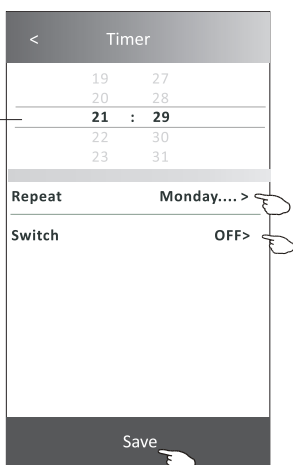 < Timer
19 27
20 28
21 : 29
22 30
23 31
Repeat Monday.... >
Switch OFF>
Save